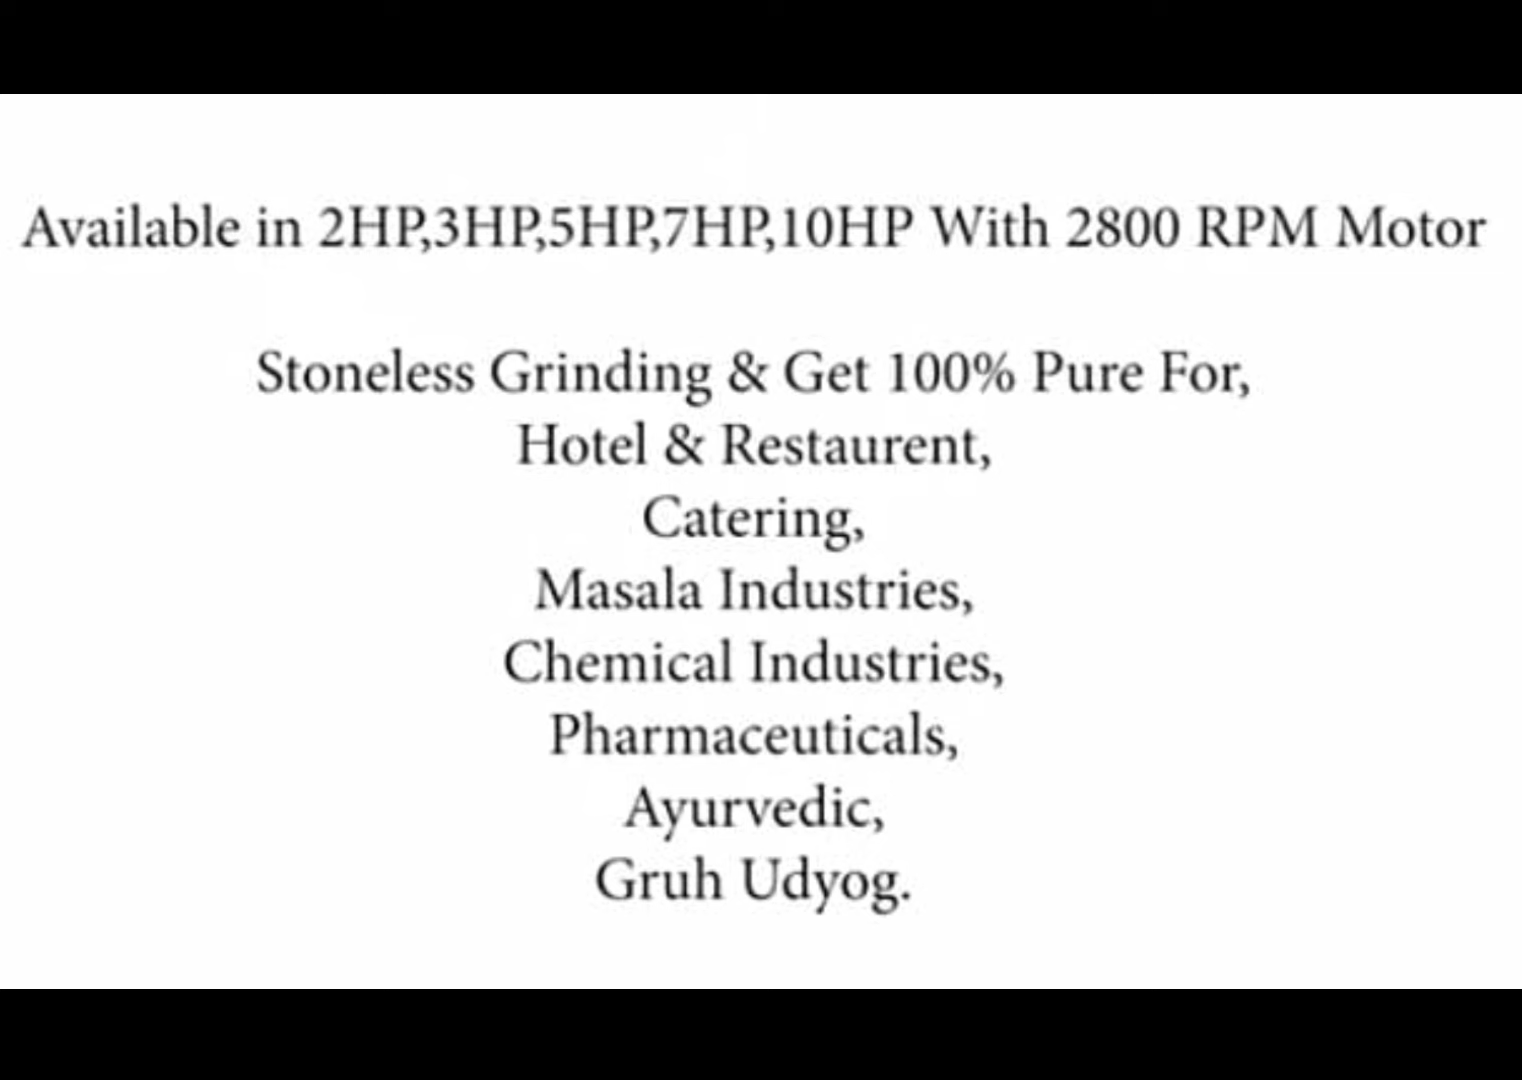 Available in 2HP,3HP,5HP,7HP,10HP With 2800 RPM Motor
Stoneless Grinding & Get 100% Pure For,
Hotel & Restaurent,
Catering,
Masala Industries,
Chemical Industries,
Pharmaceuticals,
Ayurvedic,
Gruh Udyog.